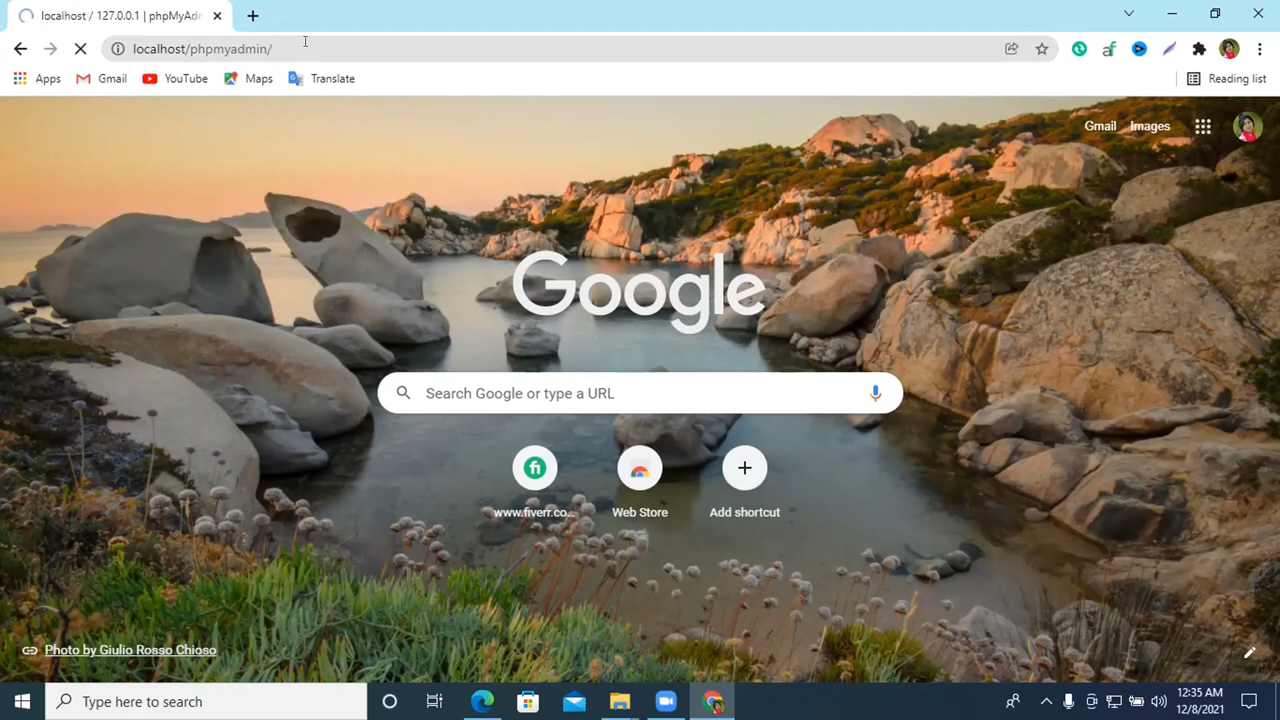 localhost / 127.0.0.1 | phpMyAdm
localhost/phpmyadmin/
Apps
Gmail
YouTube
Maps
Translate
Reading list
Gmail
Images
Google
Search Google or type a URL
fi
www.fiverr.co...
Web Store
Add shortcut
Photo by Giulio Rosso Chioso
Type here to search
12:35 AM
12/8/2021